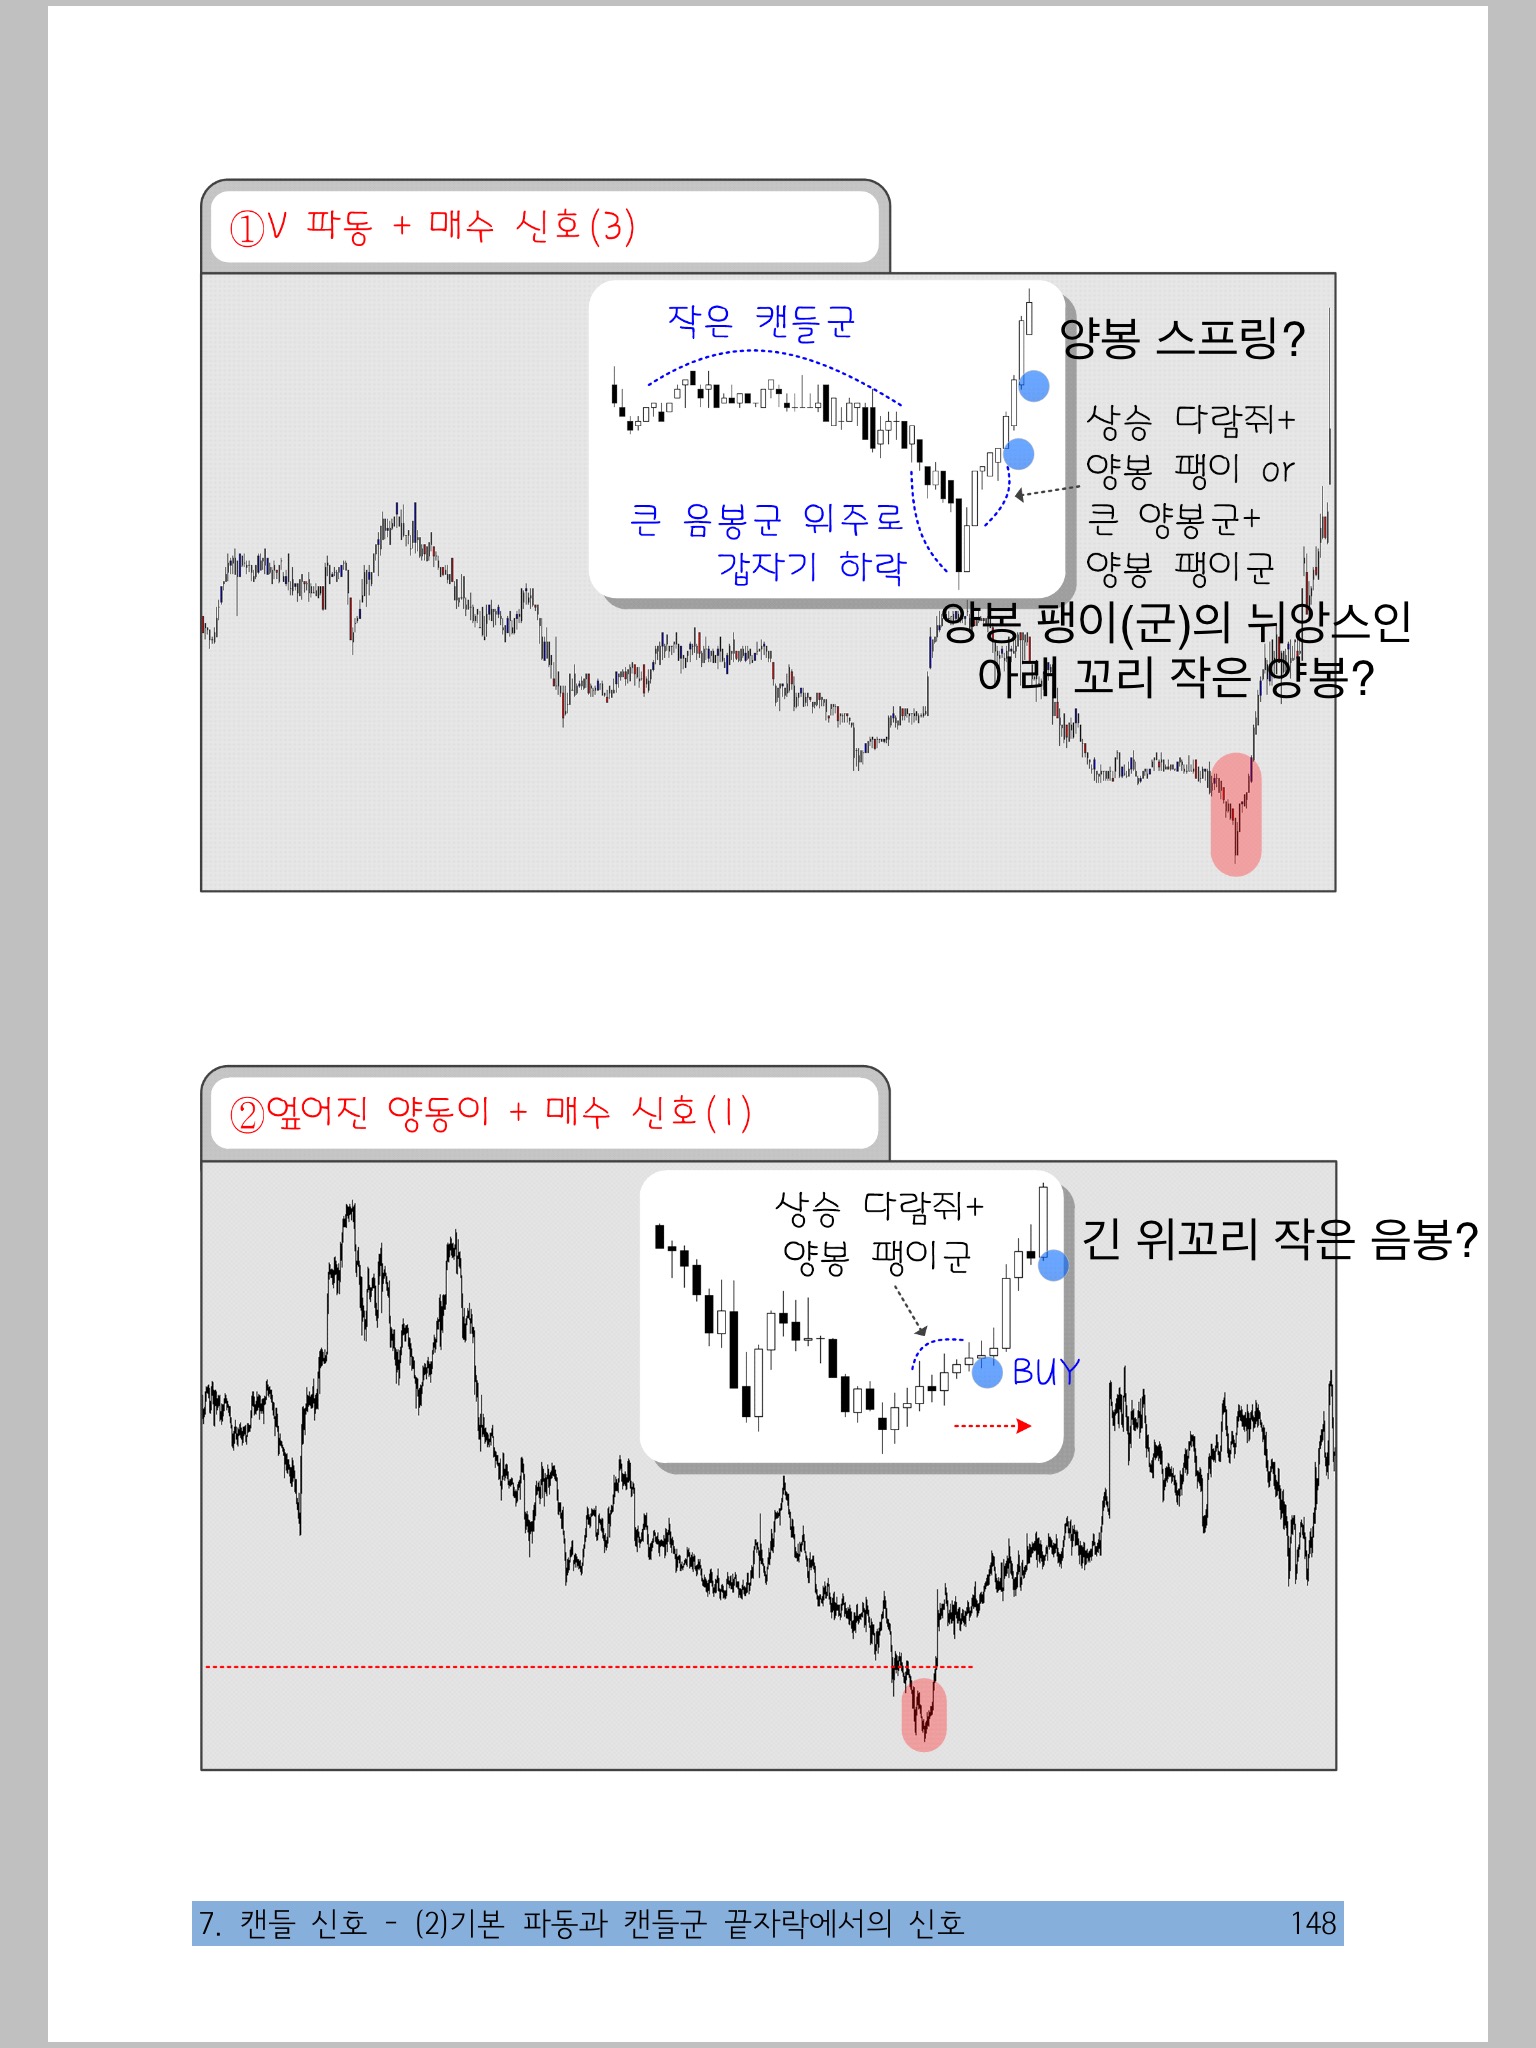 ①V 파동 + 매수 신호(3)
작은 캔들군
양봉 스프링?
상승 다람쥐+
양봉 팽이 or
큰 양봉군+
양봉 팽이군
큰 음봉군 위주로
갑자기 하락
양봉 팽이(군)의 뉘앙스인
아래 꼬리 작은 양봉?
②엎어진 양동이 + 매수 신호(1)
상승 다람쥐+
양봉 팽이군
긴 위꼬리 작은 음봉?
BUY
7. 캔들 신호 - (2)기본 파동과 캔들군 끝자락에서의 신호 148